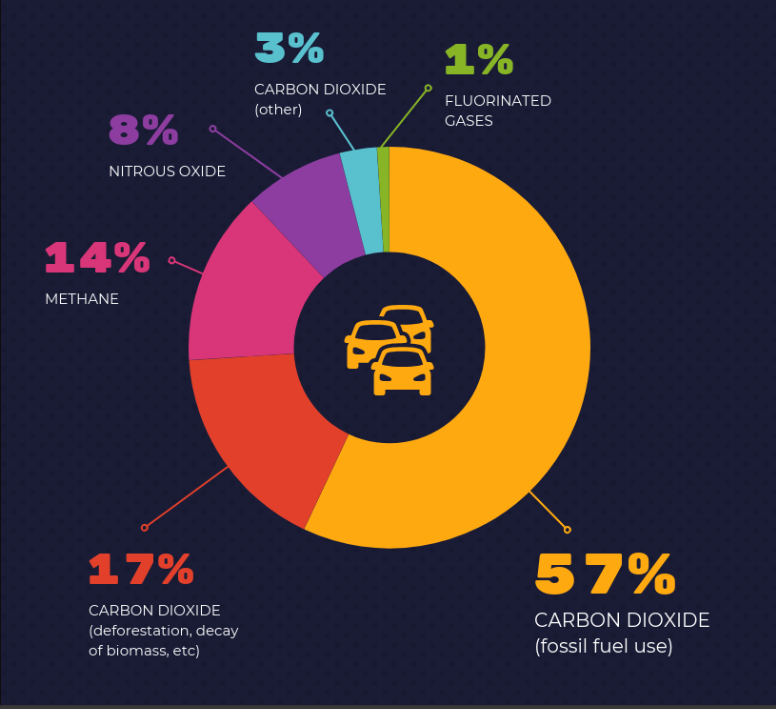 3%
CARBON DIOXIDE
(other)
1%
FLUORINATED
GASES
8%
NITROUS OXIDE
14%
METHANE
17%
CARBON DIOXIDE
(deforestation, decay
of biomass, etc)
57%
CARBON DIOXIDE
(fossil fuel use)